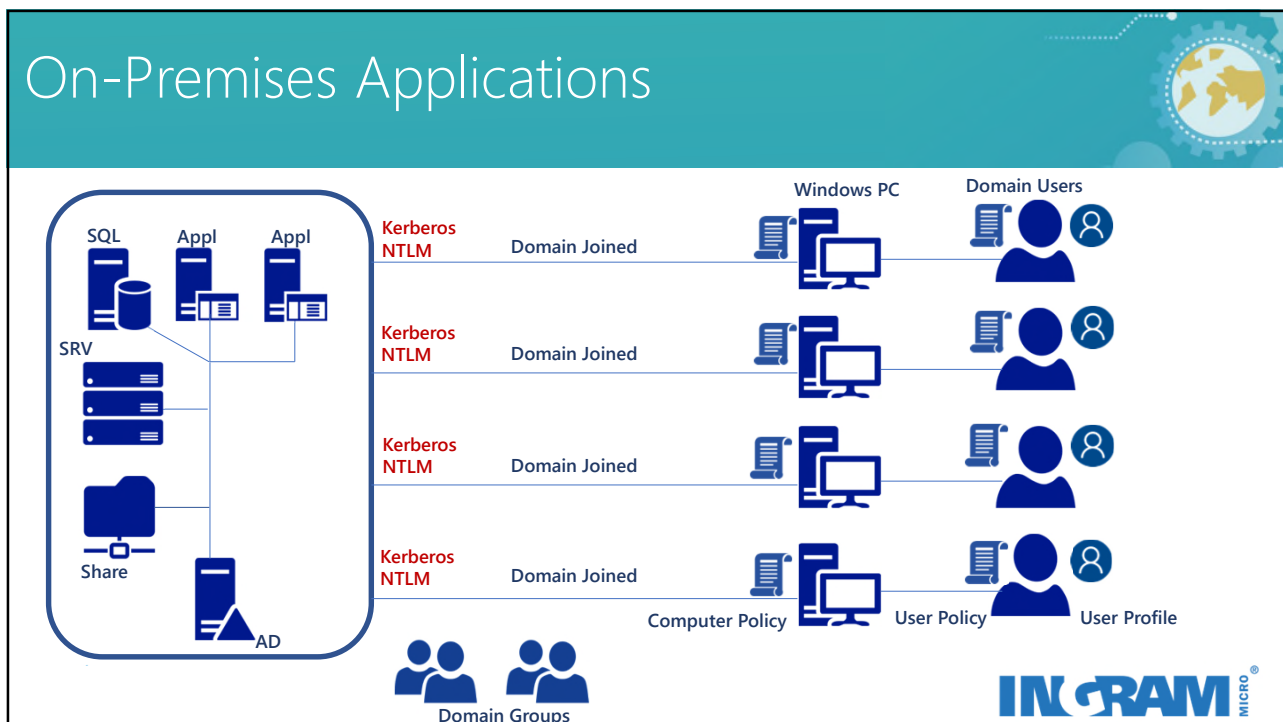 On-Premises Applications
Windows PC
Domain Users
SQL
Appl
Appl
Kerberos
NTLM
Domain Joined
SRV
Kerberos
NTLM
Domain Joined
Kerberos
NTLM
Domain Joined
Share
Kerberos
NTLM
Domain Joined
AD
Computer Policy
User Policy
User Profile
Domain Groups
INGRAM MICRO®